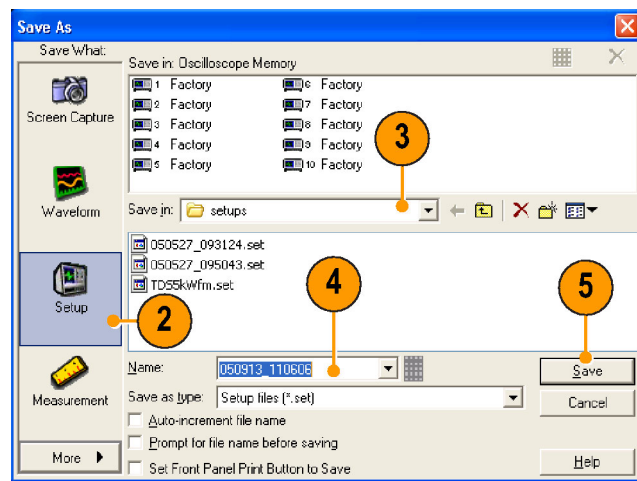 Save As
Save What:
Save in: Oscilloscope Memory
1 Factory
2 Factory
3 Factory
4 Factory
5 Factory
6 Factory
7 Factory
8 Factory
9 Factory
10 Factory
Screen Capture
Waveform
Setup
Measurement
More
3
Save in: setups
050527_093124.set
050527_095043.set
TDS5kWfm.set
2
4
5
Name: 050913_110606
Save as type: Setup files (*.set)
Auto-increment file name
Prompt for file name before saving
Set Front Panel Print Button to Save
Save
Cancel
Help